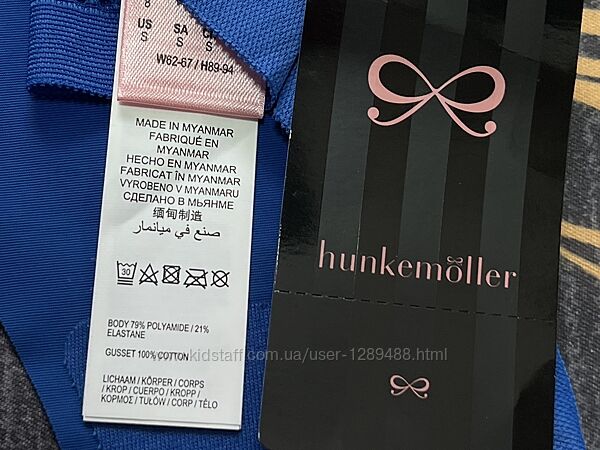 8
US SA
S S S
W62-67 / H89-94
MADE IN MYANMAR
FABRIQUÉ EN
MYANMAR
HECHO EN MYANMAR
FABRICAT ÎN MYANMAR
VYROBENO V MYANMARU
СДЕЛАНО В МЬЯНМЕ
缅甸制造
صنع في ميانمار
30
BODY 79% POLYAMIDE / 21%
ELASTANE
GUSSET 100% COTTON
LICHAAM / KÖRPER / CORPS
/ KROP / CUERPO / KROPP /
ΚΟΡΜΟΣ / TUŁÓW / CORP / TĚLO
hunkemöller
kidstaff.com.ua/user-1289488.html